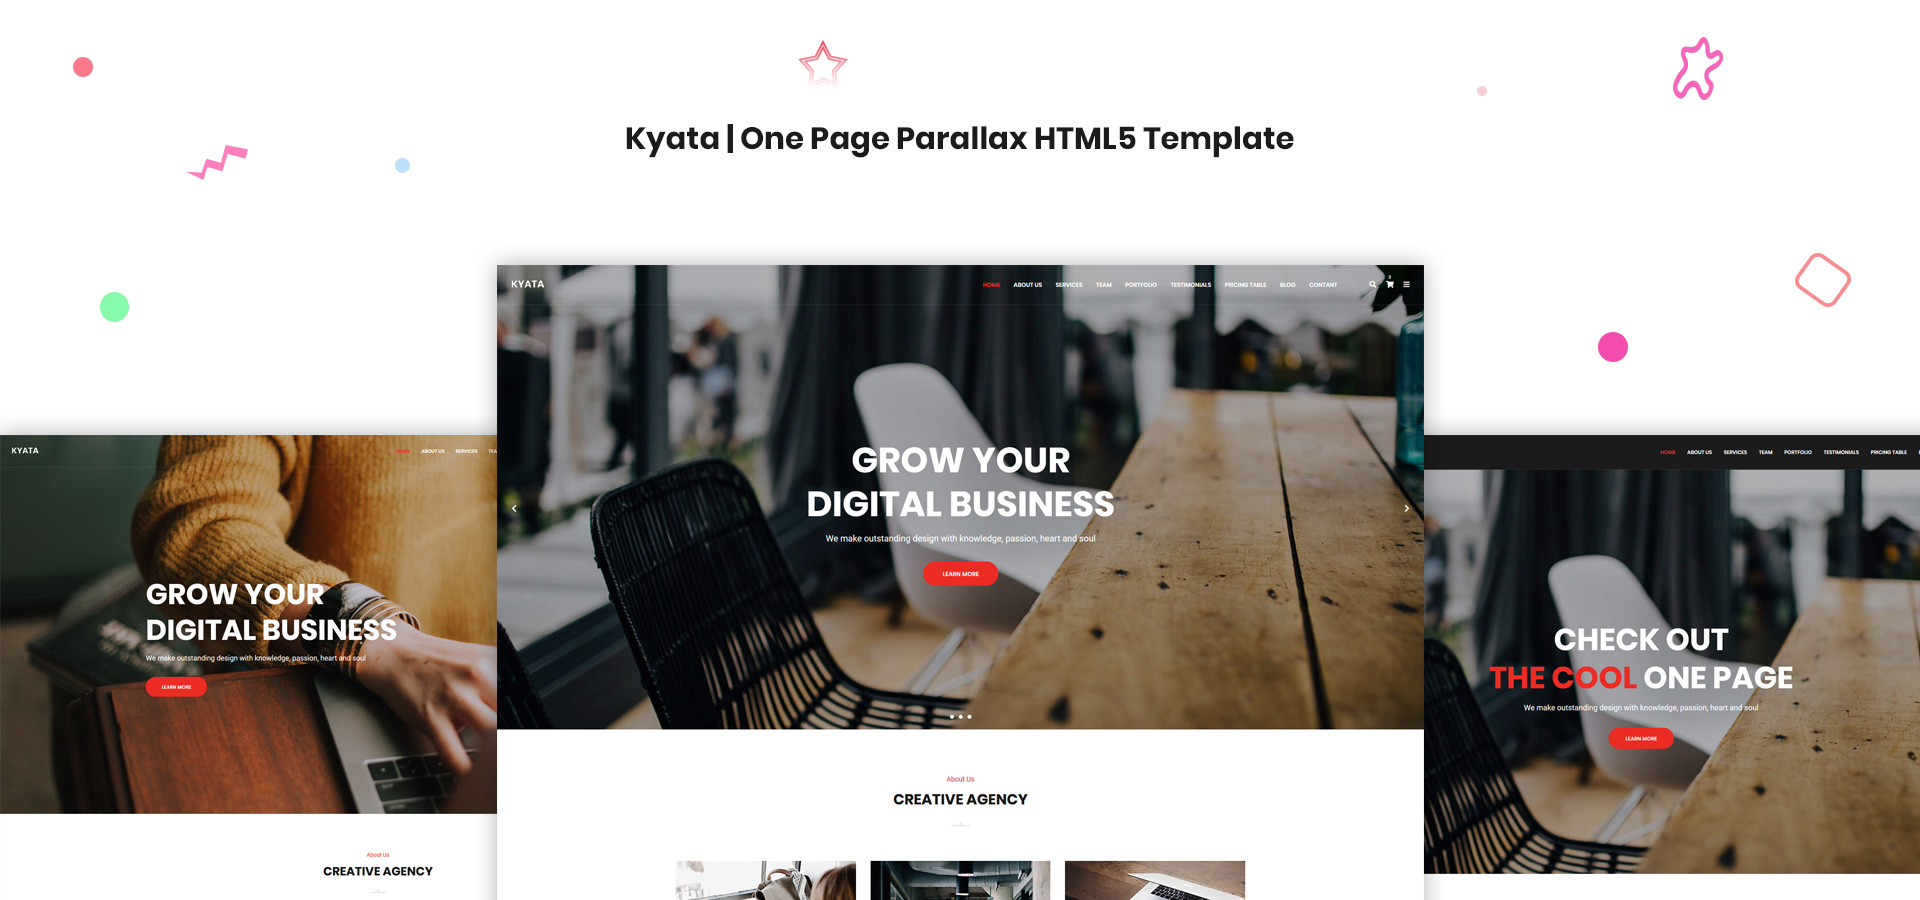 Kyata | One Page Parallax HTML5 Template
KYATA
HOME ABOUT US SERVICES TEAM PORTFOLIO TESTIMONIALS PRICING TABLE BLOG CONTANT
3
GROW YOUR
DIGITAL BUSINESS
We make outstanding design with knowledge, passion, heart and soul
LEARN MORE
About Us
CREATIVE AGENCY
KYATA
HOME ABOUT US SERVICES TEA
GROW YOUR
DIGITAL BUSINESS
We make outstanding design with knowledge, passion, heart and soul
LEARN MORE
About Us
CREATIVE AGENCY
HOME ABOUT US SERVICES TEAM PORTFOLIO TESTIMONIALS PRICING TABLE
CHECK OUT
THE COOL ONE PAGE
We make outstanding design with knowledge, passion, heart and soul
LEARN MORE